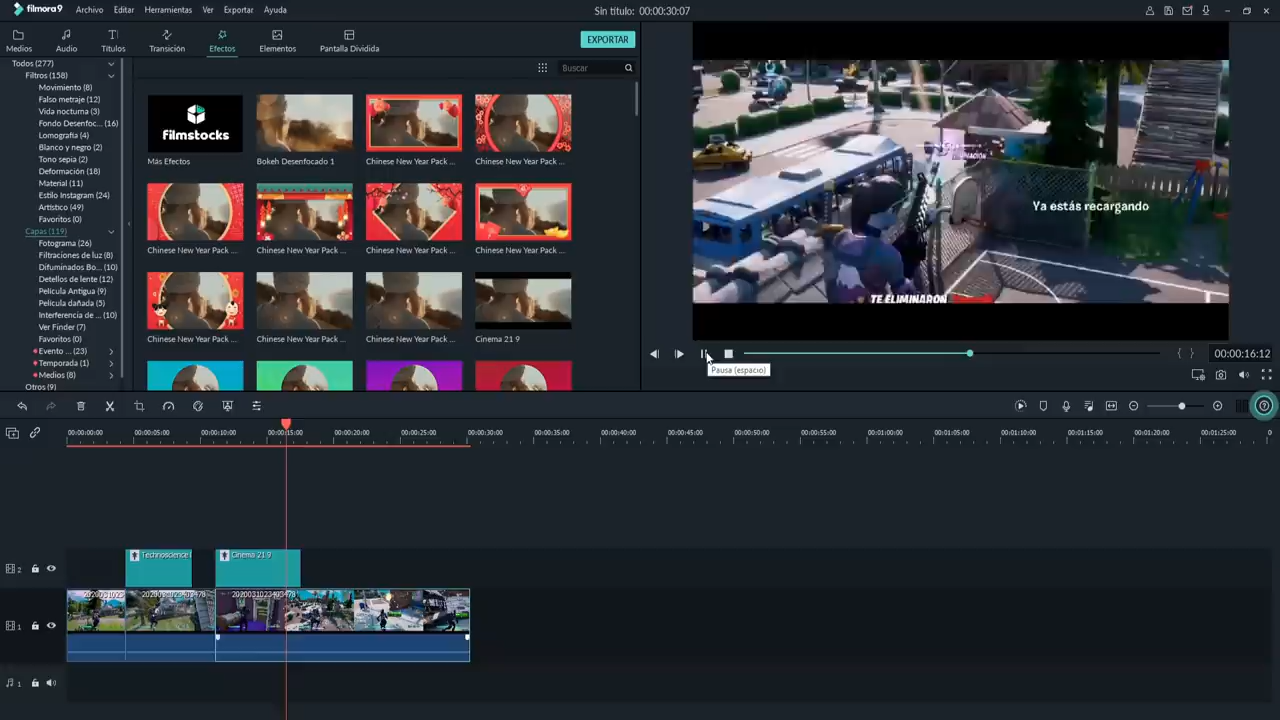 filmora9
Archivo Editar Herramientas Ver Exportar Ayuda
Sin título: 00:00:30:07
Medios Audio Títulos Transición Efectos Elementos Pantalla Dividida
EXPORTAR
Todos (277)
Filtros (158)
Movimiento (8)
Falso metraje (12)
Vida nocturna (3)
Fondo Desenfoc... (16)
Lomografía (4)
Blanco y negro (2)
Tono sepia (2)
Deformación (18)
Material (11)
Estilo Instagram (24)
Artístico (49)
Favoritos (0)
Capas (119)
Fotograma (26)
Filtraciones de luz (8)
Difuminados Bo... (10)
Detellos de lente (12)
Película Antigua (9)
Película dañada (5)
Interferencia de ... (10)
Ver Finder (7)
Favoritos (0)
Evento ... (23)
Temporada (1)
Medios (8)
Otros (9)
Buscar
filmstocks
Más Efectos
Bokeh Desenfocado 1
Chinese New Year Pack ...
Chinese New Year Pack ...
Chinese New Year Pack ...
Chinese New Year Pack ...
Chinese New Year Pack ...
Chinese New Year Pack ...
Chinese New Year Pack ...
Chinese New Year Pack ...
Chinese New Year Pack ...
Cinema 21 9
Ya estás recargando
TE ELIMINARON
Pausa (espacio)
00:00:16:12
00:00:00:00 00:00:05:00 00:00:10:00 00:00:15:00 00:00:20:00 00:00:25:00 00:00:30:00 00:00:35:00 00:00:40:00 00:00:45:00 00:00:50:00 00:00:55:00 00:01:00:00 00:01:05:00 00:01:10:00 00:01:15:00 00:01:20:00 00:01:25:00 0
2
Technoscience
Cinema 21 9
1
2020031023
2020031023403478
2020031023403478
1